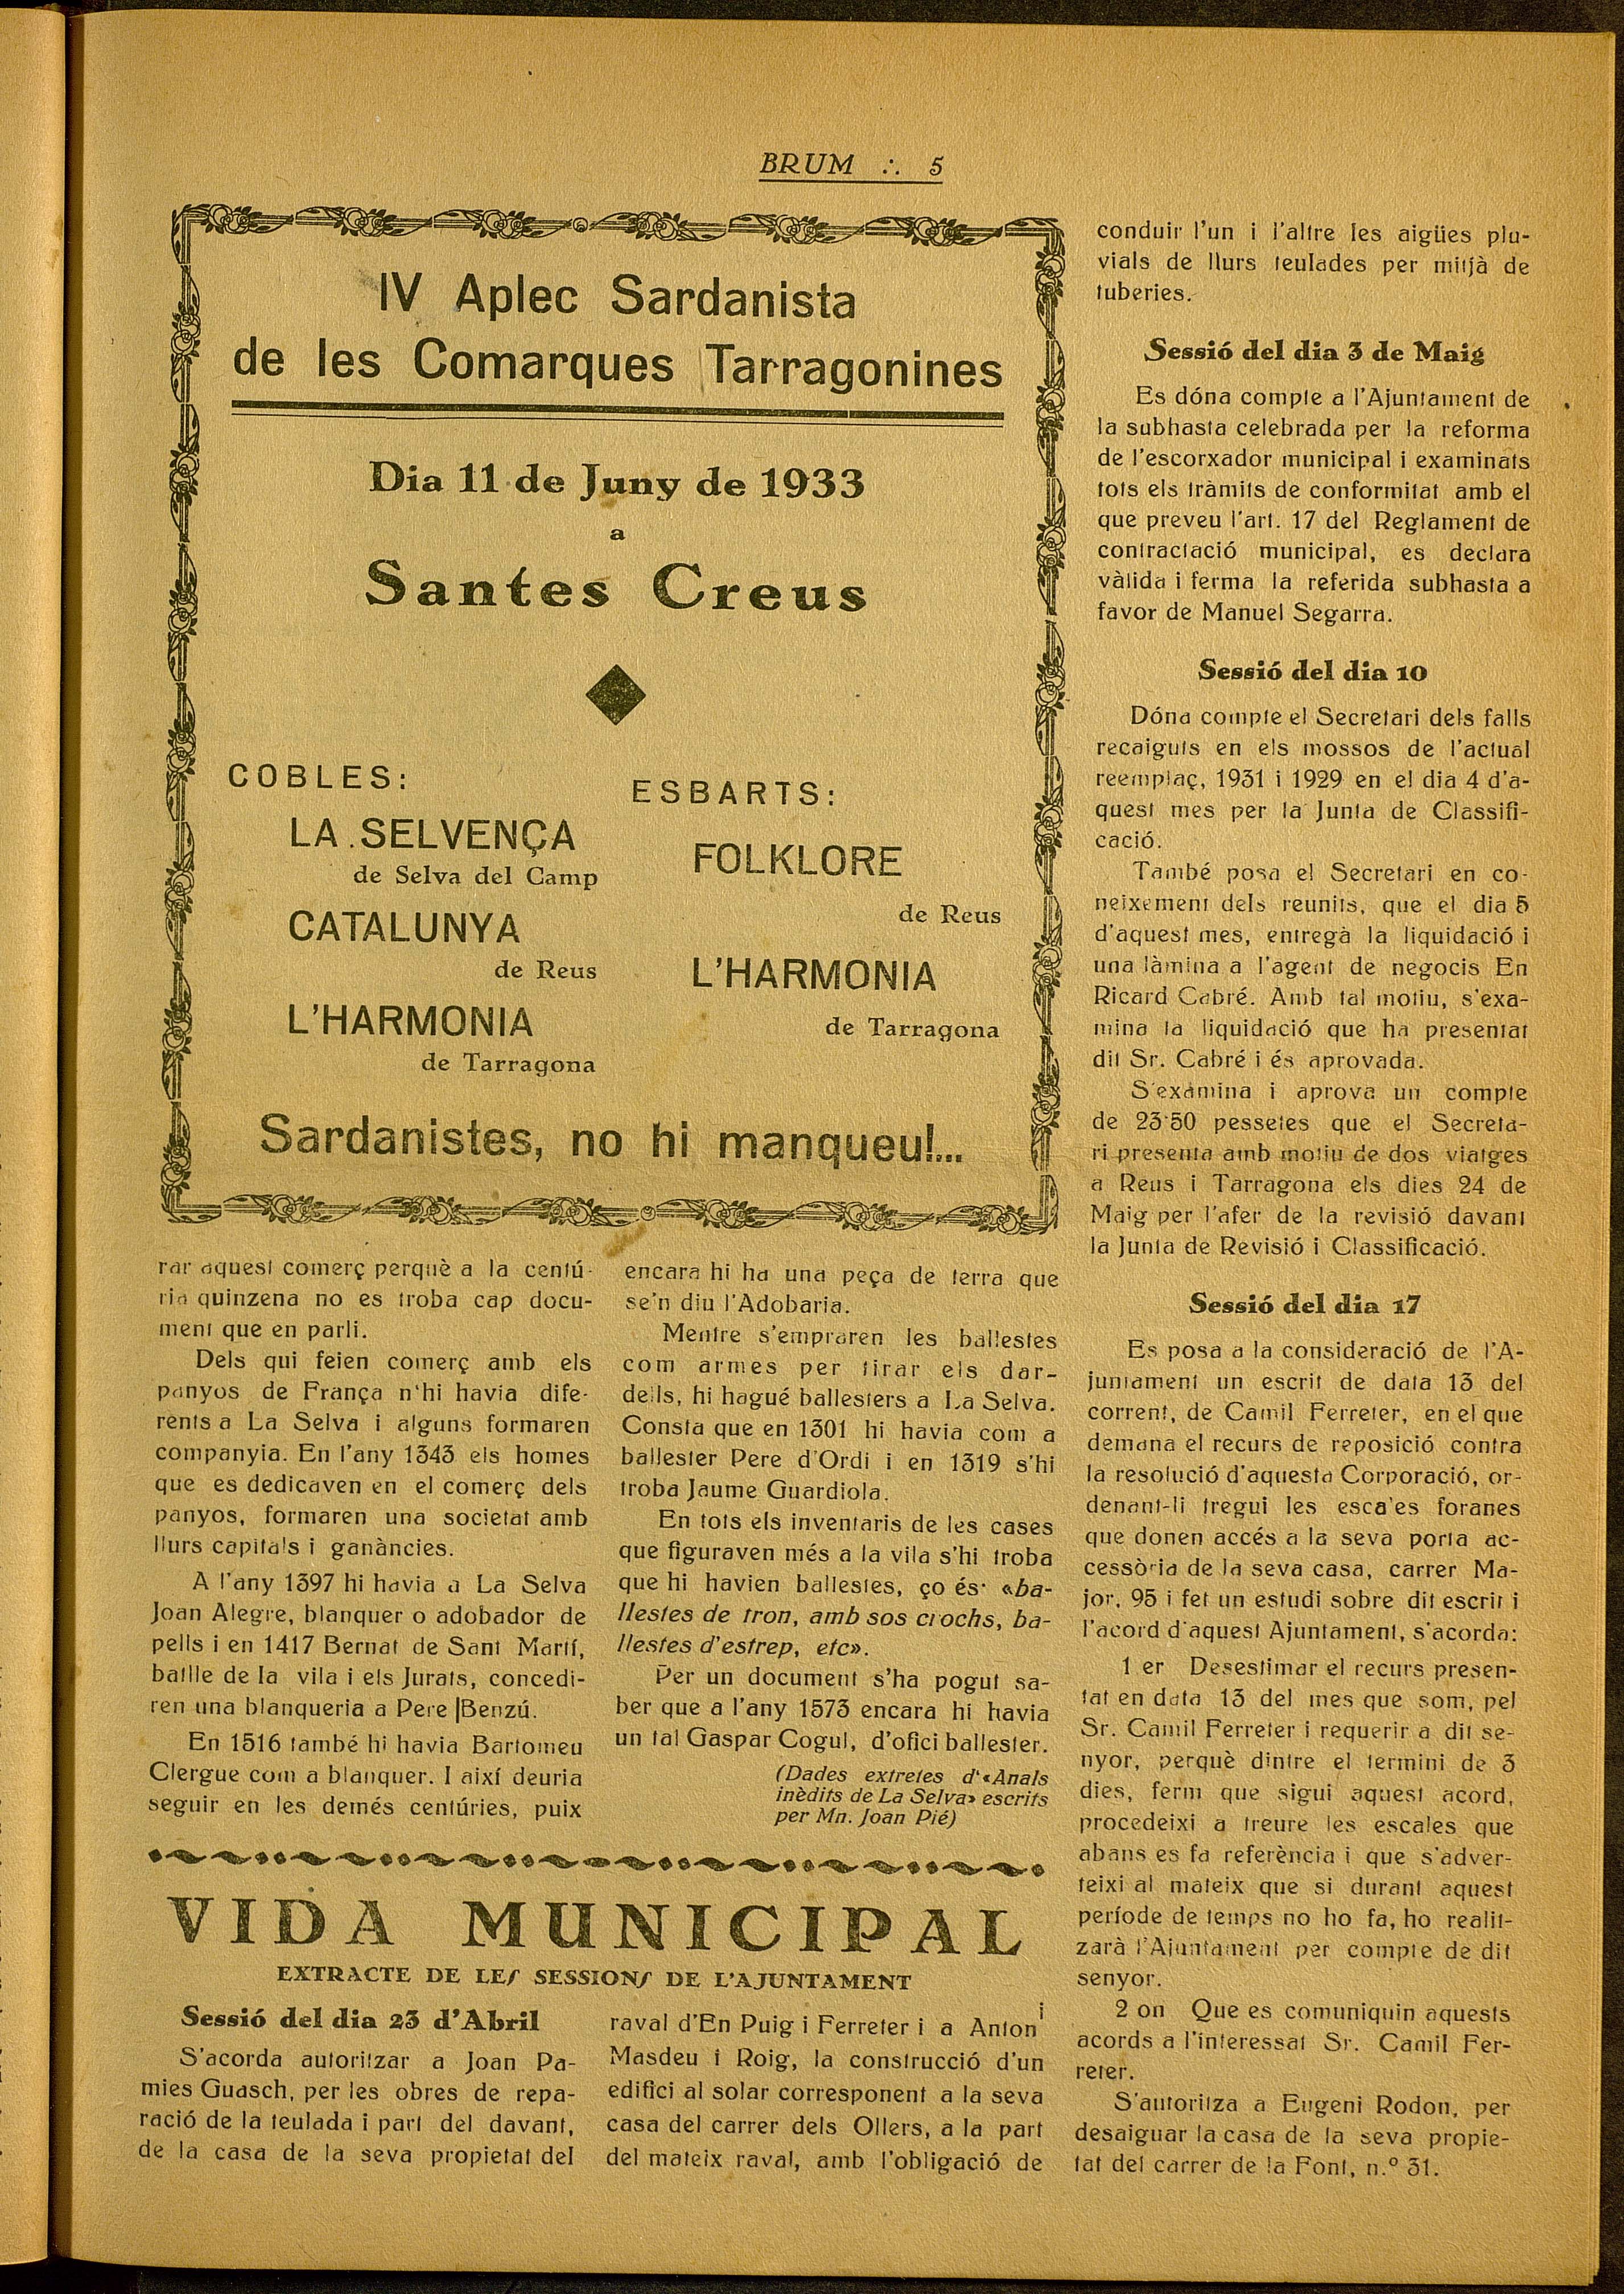 BRUM ∴ 5
IV Aplec Sardanista
de les Comarques Tarragonines
Dia 11 de Juny de 1933
a
Santes Creus
COBLES:
LA SELVENÇA
de Selva del Camp
CATALUNYA
de Reus
L'HARMONIA
de Tarragona
ESBARTS:
FOLKLORE
de Reus
L'HARMONIA
de Tarragona
Sardanistes, no hi manqueu!...
rar aquest comerç perquè a la centú-
ria quinzena no es troba cap docu-
ment que en parli.
Dels qui feien comerç amb els
panyos de França n'hi havia dife-
rents a La Selva i alguns formaren
companyia. En l'any 1343 els homes
que es dedicaven en el comerç dels
panyos, formaren una societat amb
llurs capitals i ganàncies.
A l'any 1397 hi havia a La Selva
Joan Alegre, blanquer o adobador de
pells i en 1417 Bernat de Sant Martí,
batlle de la vila i els Jurats, concedi-
ren una blanqueria a Pere Benzú.
En 1516 també hi havia Bartomeu
Clergue com a blanquer. I així deuria
seguir en les demés centúries, puix
encara hi ha una peça de terra que
se'n diu l'Adobaria.
Mentre s'empraren les ballestes
com armes per tirar els dar-
dells, hi hagué ballesters a La Selva.
Consta que en 1301 hi havia com a
ballester Pere d'Ordi i en 1319 s'hi
troba Jaume Guardiola.
En tots els inventaris de les cases
que figuraven més a la vila s'hi troba
que hi havien ballestes, ço és: «ba-
llestes de tron, amb sos crochs, ba-
llestes d'estrep, etc».
Per un document s'ha pogut sa-
ber que a l'any 1573 encara hi havia
un tal Gaspar Cogul, d'ofici ballester.
(Dades extretes d'«Anals
inèdits de La Selva» escrits
per Mn. Joan Pié)
VIDA MUNICIPAL
EXTRACTE DE LES SESSIONS DE L'AJUNTAMENT
Sessió del dia 23 d'Abril
S'acorda autoritzar a Joan Pa-
mies Guasch, per les obres de repa-
ració de la teulada i part del davant,
de la casa de la seva propietat del
raval d'En Puig i Ferreter i a Antoni
Masdeu i Roig, la construcció d'un
edifici al solar corresponent a la seva
casa del carrer dels Ollers, a la part
del mateix raval, amb l'obligació de
conduir l'un i l'altre les aigües plu-
vials de llurs teulades per mitjà de
tuberies.
Sessió del dia 3 de Maig
Es dóna compte a l'Ajuntament de
la subhasta celebrada per la reforma
de l'escorxador municipal i examinats
tots els tràmits de conformitat amb el
que preveu l'art. 17 del Reglament de
contractació municipal, es declara
vàlida i ferma la referida subhasta a
favor de Manuel Segarra.
Sessió del dia 10
Dóna compte el Secretari dels falls
recaiguts en els mossos de l'actual
reemplaç, 1931 i 1929 en el dia 4 d'a-
quest mes per la Junta de Classifi-
cació.
També posa el Secretari en co-
neixement dels reunits, que el dia 5
d'aquest mes, entregà la liquidació i
una làmina a l'agent de negocis En
Ricard Cabré. Amb tal motiu, s'exa-
mina la liquidació que ha presentat
dit Sr. Cabré i és aprovada.
S'examina i aprova un compte
de 23'50 pessetes que el Secreta-
ri presenta amb motiu de dos viatges
a Reus i Tarragona els dies 24 de
Maig per l'afer de la revisió davant
la Junta de Revisió i Classificació.
Sessió del dia 17
Es posa a la consideració de l'A-
juntament un escrit de data 13 del
corrent, de Camil Ferreter, en el que
demana el recurs de reposició contra
la resolució d'aquesta Corporació, or-
denant-li tregui les esca'es foranes
que donen accés a la seva porta ac-
cessòria de la seva casa, carrer Ma-
jor, 95 i fet un estudi sobre dit escrit i
l'acord d'aquest Ajuntament, s'acorda:
1 er Desestimar el recurs presen-
tat en data 13 del mes que som, pel
Sr. Camil Ferreter i requerir a dit se-
nyor, perquè dintre el termini de 3
dies, ferm que sigui aquest acord,
procedeixi a treure les escales que
abans es fa referència i que s'adver-
teixi al mateix que si durant aquest
període de temps no ho fa, ho realit-
zarà l'Ajuntament per compte de dit
senyor.
2 on Que es comuniquin aquests
acords a l'interessat Sr. Camil Fer-
reter.
S'autoritza a Eugeni Rodon, per
desaiguar la casa de la seva propie-
tat del carrer de la Font, n.º 31.